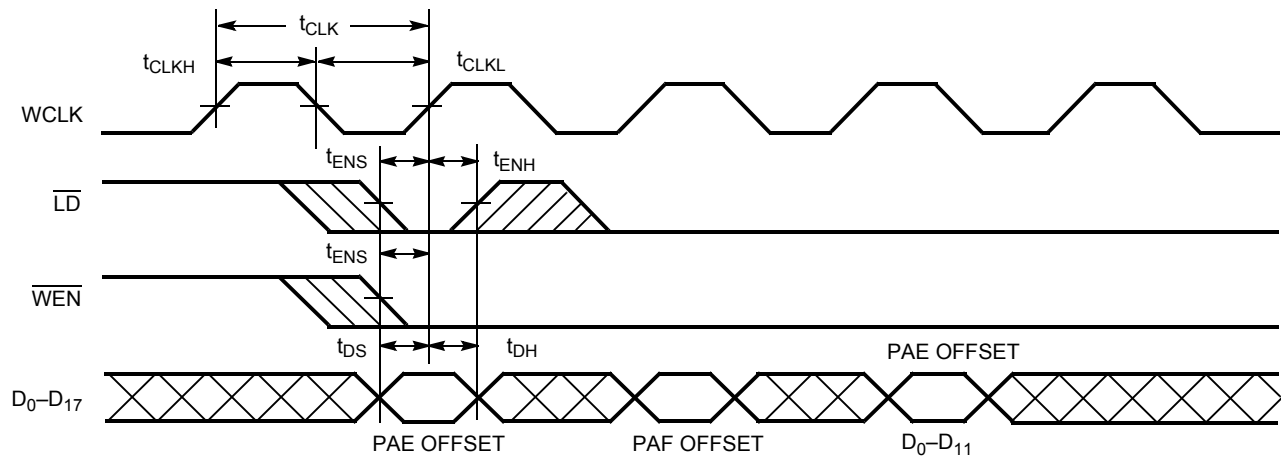 tCLK
tCLKH
tCLKL
WCLK
tENS
tENH
LD
tENS
WEN
tDS
tDH
PAE OFFSET
D0–D17
PAE OFFSET
PAF OFFSET
D0–D11